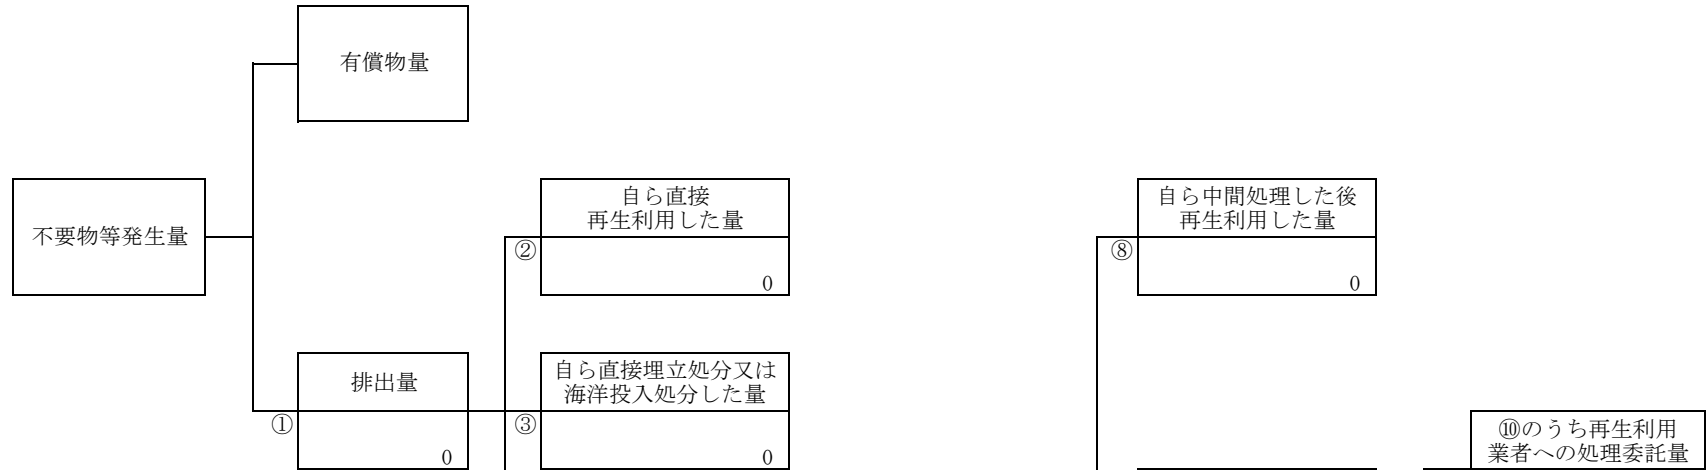 有償物量
不要物等発生量
自ら直接
再生利用した量
②
0
自ら中間処理した後
再生利用した量
⑧
0
排出量
①
0
自ら直接埋立処分又は
海洋投入処分した量
③
0
⑩のうち再生利用
業者への処理委託量